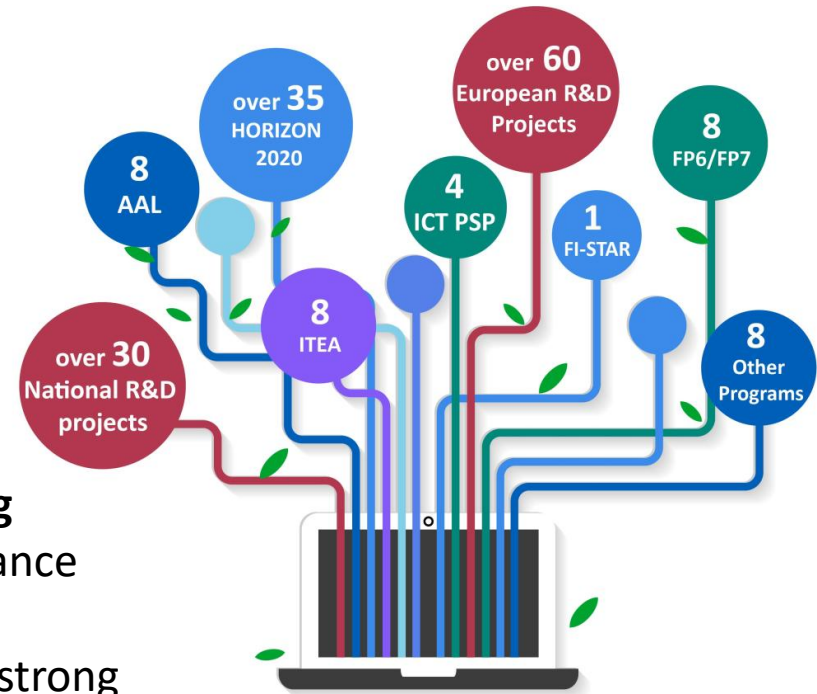 over 60
European R&D
Projects
over 35
HORIZON
2020
8
FP6/FP7
8
AAL
4
ICT PSP
1
FI-STAR
8
ITEA
8
Other
Programs
over 30
National R&D
projects
g
ance
strong